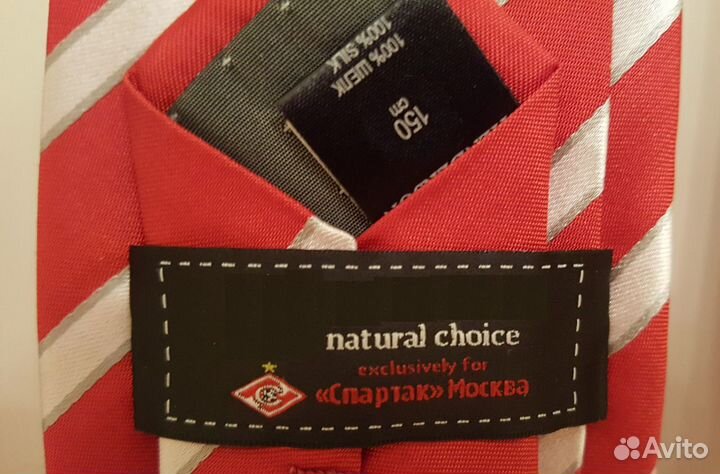 100% ШЕЛК
100% SILK
150
cm
natural choice
exclusively for
«Спартак» Москва
Avito